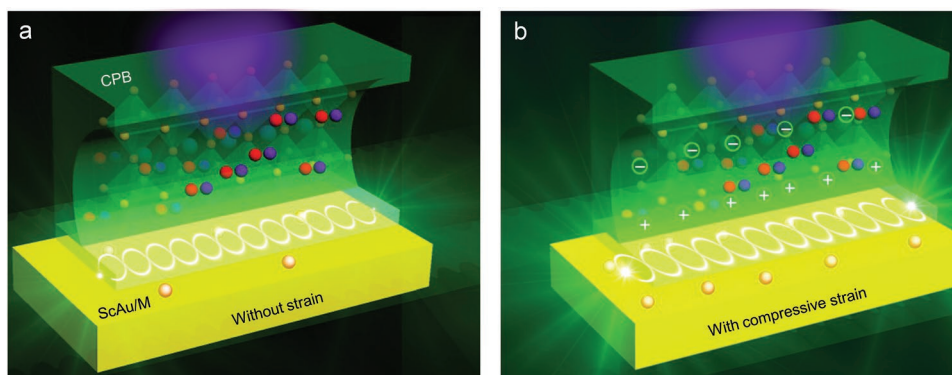 a
CPB
ScAu/M
Without strain
b
− − − − −
+ + + + + +
With compressive strain